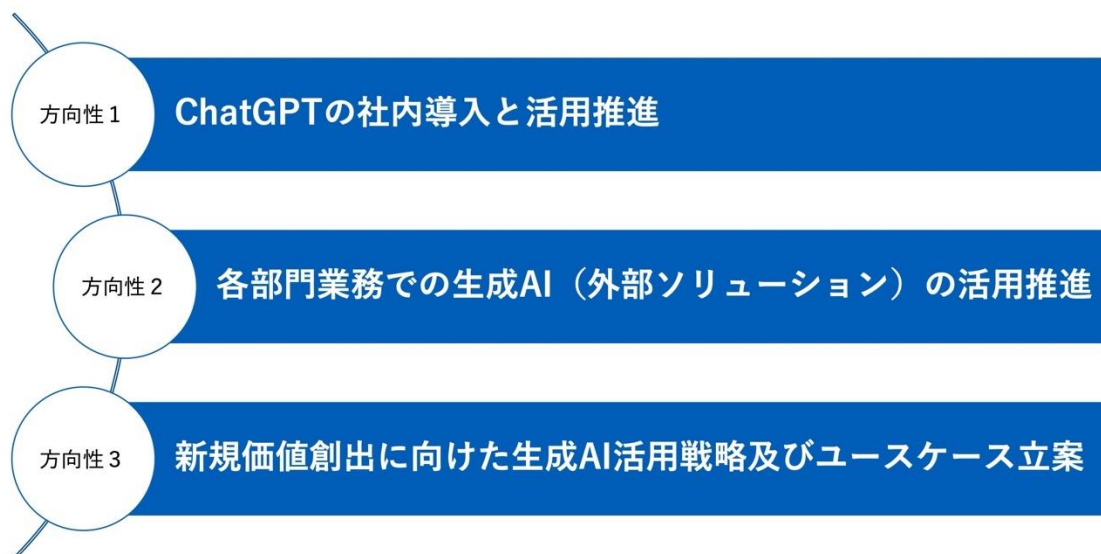 方向性1
ChatGPTの社内導入と活用推進
方向性2
各部門業務での生成AI（外部ソリューション）の活用推進
方向性3
新規価値創出に向けた生成AI活用戦略及びユースケース立案